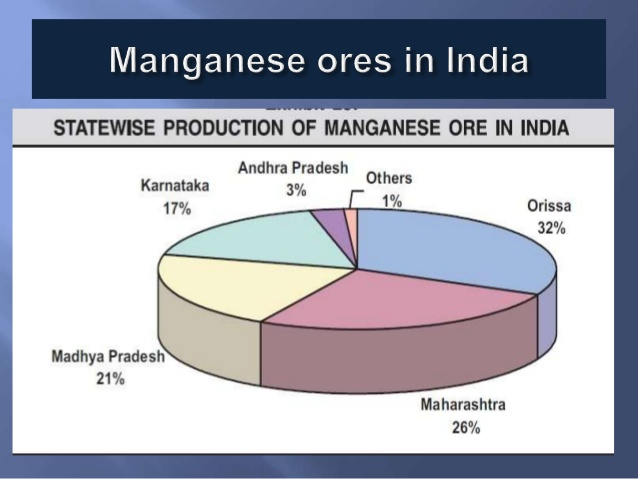 Manganese ores in India
STATEWISE PRODUCTION OF MANGANESE ORE IN INDIA
Andhra Pradesh
3%
Others
1%
Karnataka
17%
Orissa
32%
Madhya Pradesh
21%
Maharashtra
26%